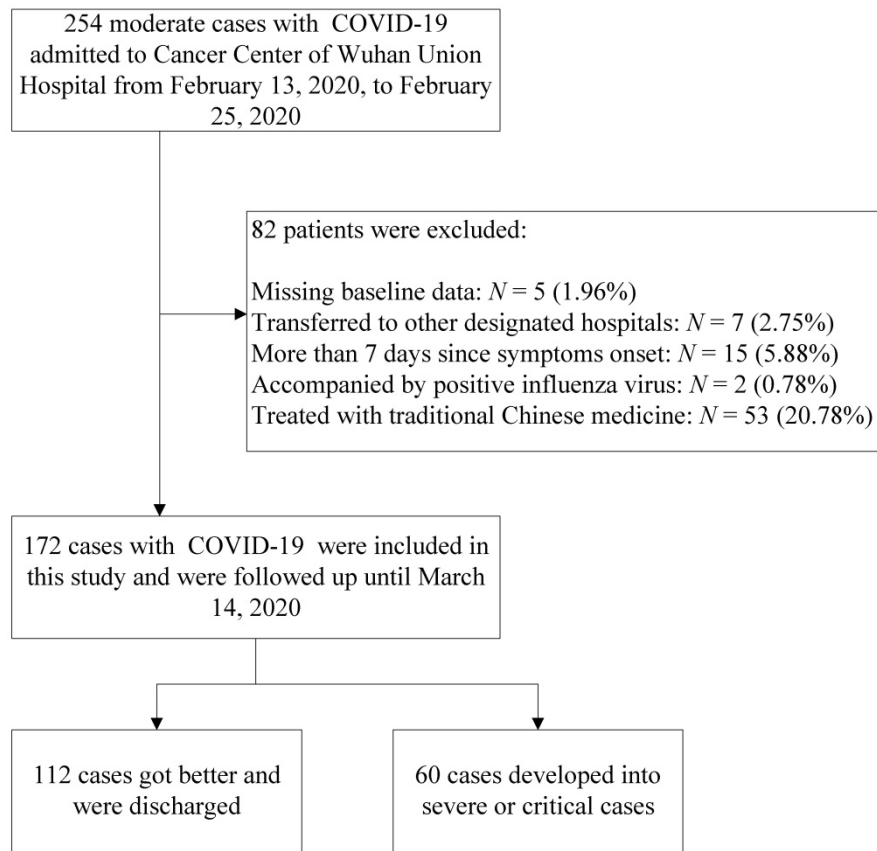 254 moderate cases with COVID-19
admitted to Cancer Center of Wuhan Union
Hospital from February 13, 2020, to February
25, 2020
82 patients were excluded:
Missing baseline data: N = 5 (1.96%)
Transferred to other designated hospitals: N = 7 (2.75%)
More than 7 days since symptoms onset: N = 15 (5.88%)
Accompanied by positive influenza virus: N = 2 (0.78%)
Treated with traditional Chinese medicine: N = 53 (20.78%)
172 cases with COVID-19 were included in
this study and were followed up until March
14, 2020
112 cases got better and
were discharged
60 cases developed into
severe or critical cases